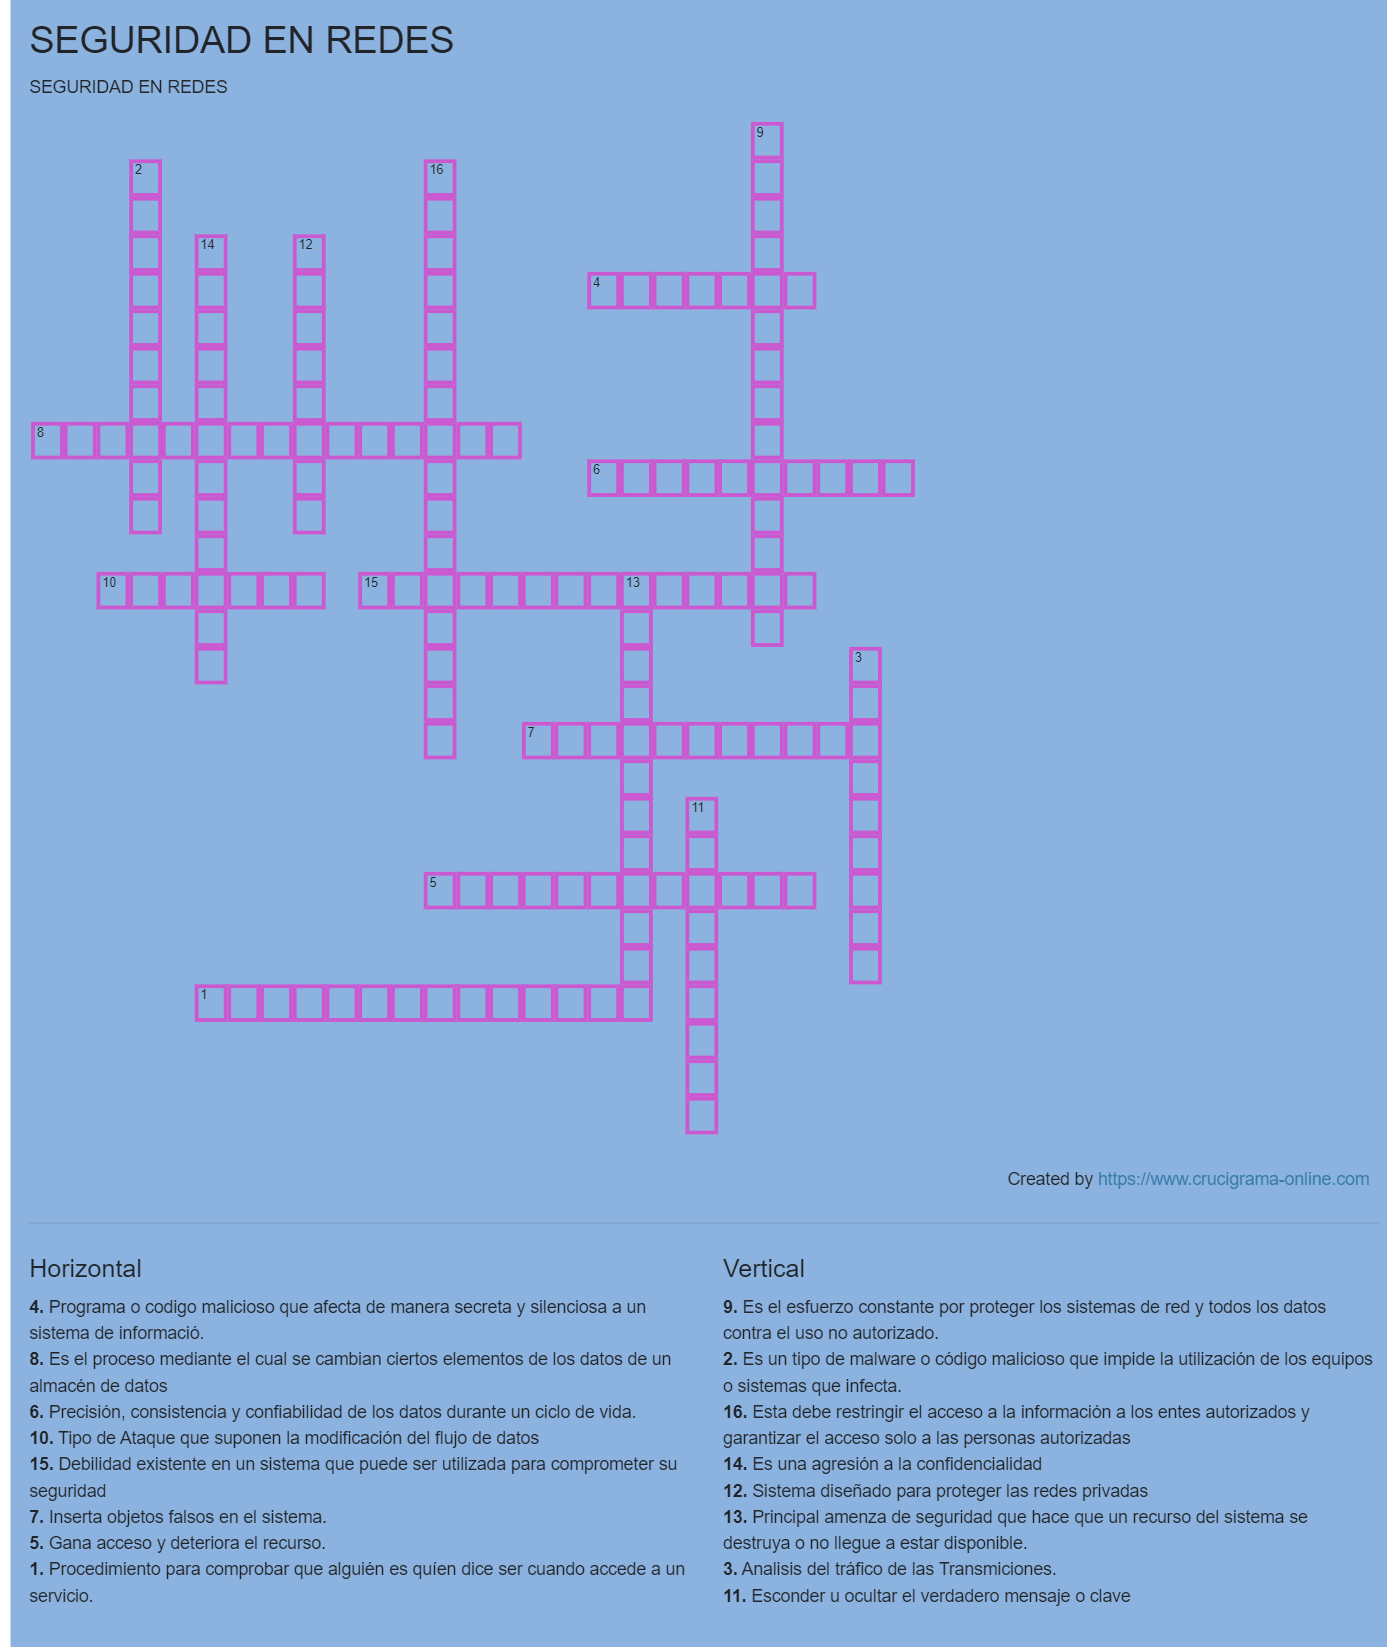 SEGURIDAD EN REDES
SEGURIDAD EN REDES
9
2
16
14
12
4
8
6
10
15
13
3
7
11
5
1
Created by https://www.crucigrama-online.com
Horizontal
4. Programa o codigo malicioso que afecta de manera secreta y silenciosa a un
sistema de informació.
8. Es el proceso mediante el cual se cambian ciertos elementos de los datos de un
almacén de datos
6. Precisión, consistencia y confiabilidad de los datos durante un ciclo de vida.
10. Tipo de Ataque que suponen la modificación del flujo de datos
15. Debilidad existente en un sistema que puede ser utilizada para comprometer su
seguridad
7. Inserta objetos falsos en el sistema.
5. Gana acceso y deteriora el recurso.
1. Procedimiento para comprobar que alguién es quíen dice ser cuando accede a un
servicio.
Vertical
9. Es el esfuerzo constante por proteger los sistemas de red y todos los datos
contra el uso no autorizado.
2. Es un tipo de malware o código malicioso que impide la utilización de los equipos
o sistemas que infecta.
16. Esta debe restringir el acceso a la información a los entes autorizados y
garantizar el acceso solo a las personas autorizadas
14. Es una agresión a la confidencialidad
12. Sistema diseñado para proteger las redes privadas
13. Principal amenza de seguridad que hace que un recurso del sistema se
destruya o no llegue a estar disponible.
3. Analisis del tráfico de las Transmiciones.
11. Esconder u ocultar el verdadero mensaje o clave